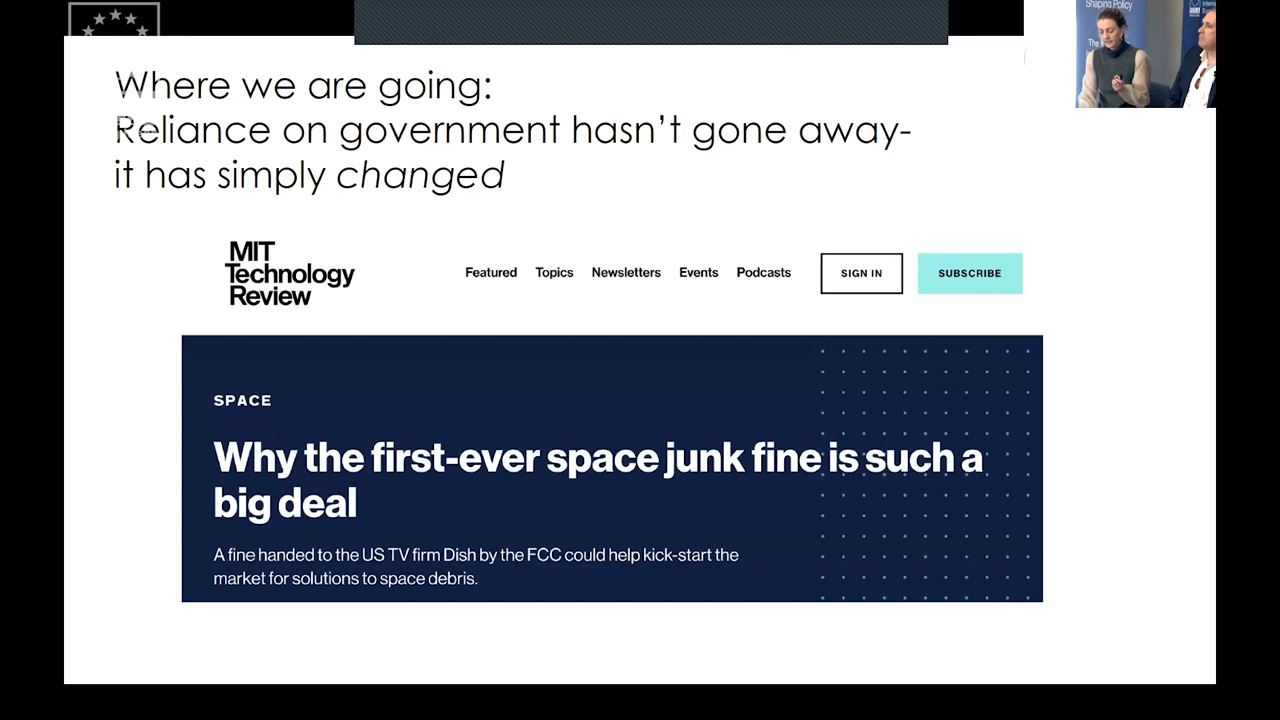 Shaping Policy
Where we are going:
Reliance on government hasn't gone away-
it has simply changed
MIT
Technology
Review
Featured
Topics
Newsletters
Events
Podcasts
SIGN IN
SUBSCRIBE
SPACE
Why the first-ever space junk fine is such a
big deal
A fine handed to the US TV firm Dish by the FCC could help kick-start the
market for solutions to space debris.